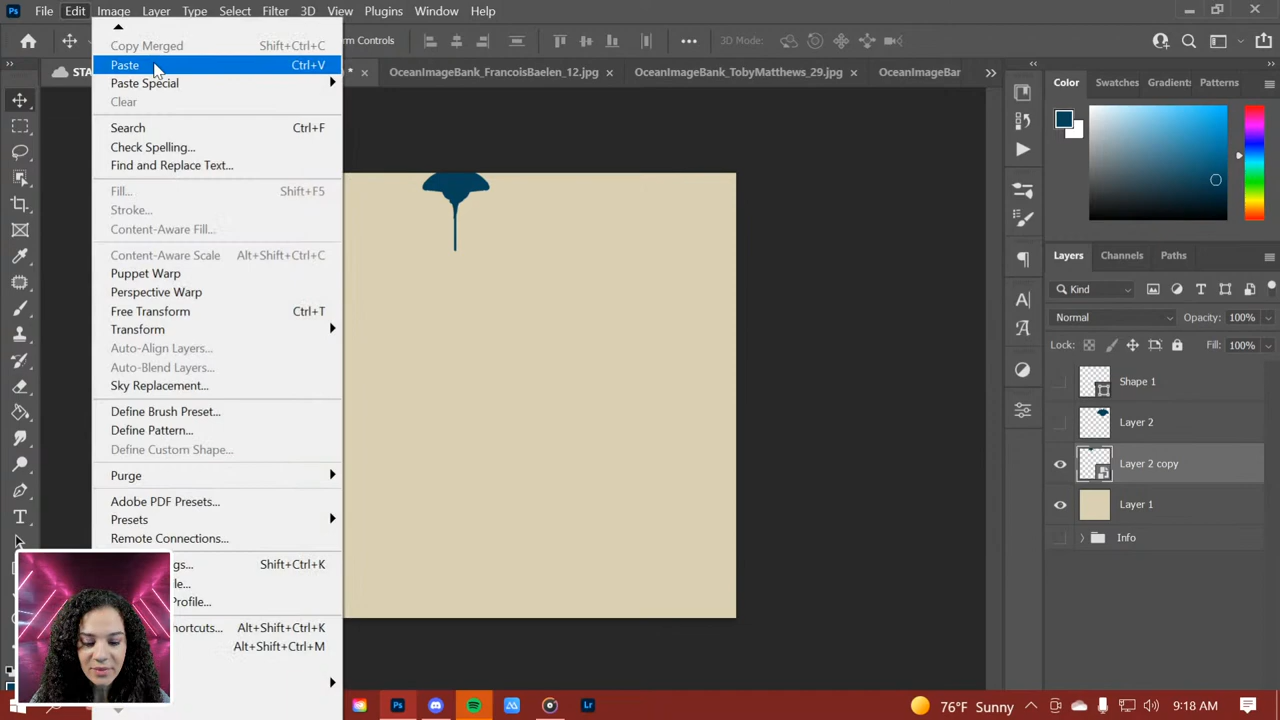 Ps File Edit Image Layer Type Select Filter 3D View Plugins Window Help
3D Mode:
OceanImageBank_FrancoisBaelen_12.jpg × OceanImageBank_TobyMatthews_ OceanImageBar »
Copy Merged Shift+Ctrl+C
Paste Ctrl+V
Paste Special
Clear
Search Ctrl+F
Check Spelling...
Find and Replace Text...
Fill... Shift+F5
Stroke...
Content-Aware Fill...
Content-Aware Scale Alt+Shift+Ctrl+C
Puppet Warp
Perspective Warp
Free Transform Ctrl+T
Transform
Auto-Align Layers...
Auto-Blend Layers...
Sky Replacement...
Define Brush Preset...
Define Pattern...
Define Custom Shape...
Purge
Adobe PDF Presets...
Presets
Remote Connections...
gs... Shift+Ctrl+K
le...
Profile...
hortcuts... Alt+Shift+Ctrl+K
Alt+Shift+Ctrl+M
Color Swatches Gradients Patterns
Layers Channels Paths
Kind
Normal Opacity: 100%
Lock: Fill: 100%
Shape 1
Layer 2
Layer 2 copy
Layer 1
Info
76°F Sunny 9:18 AM